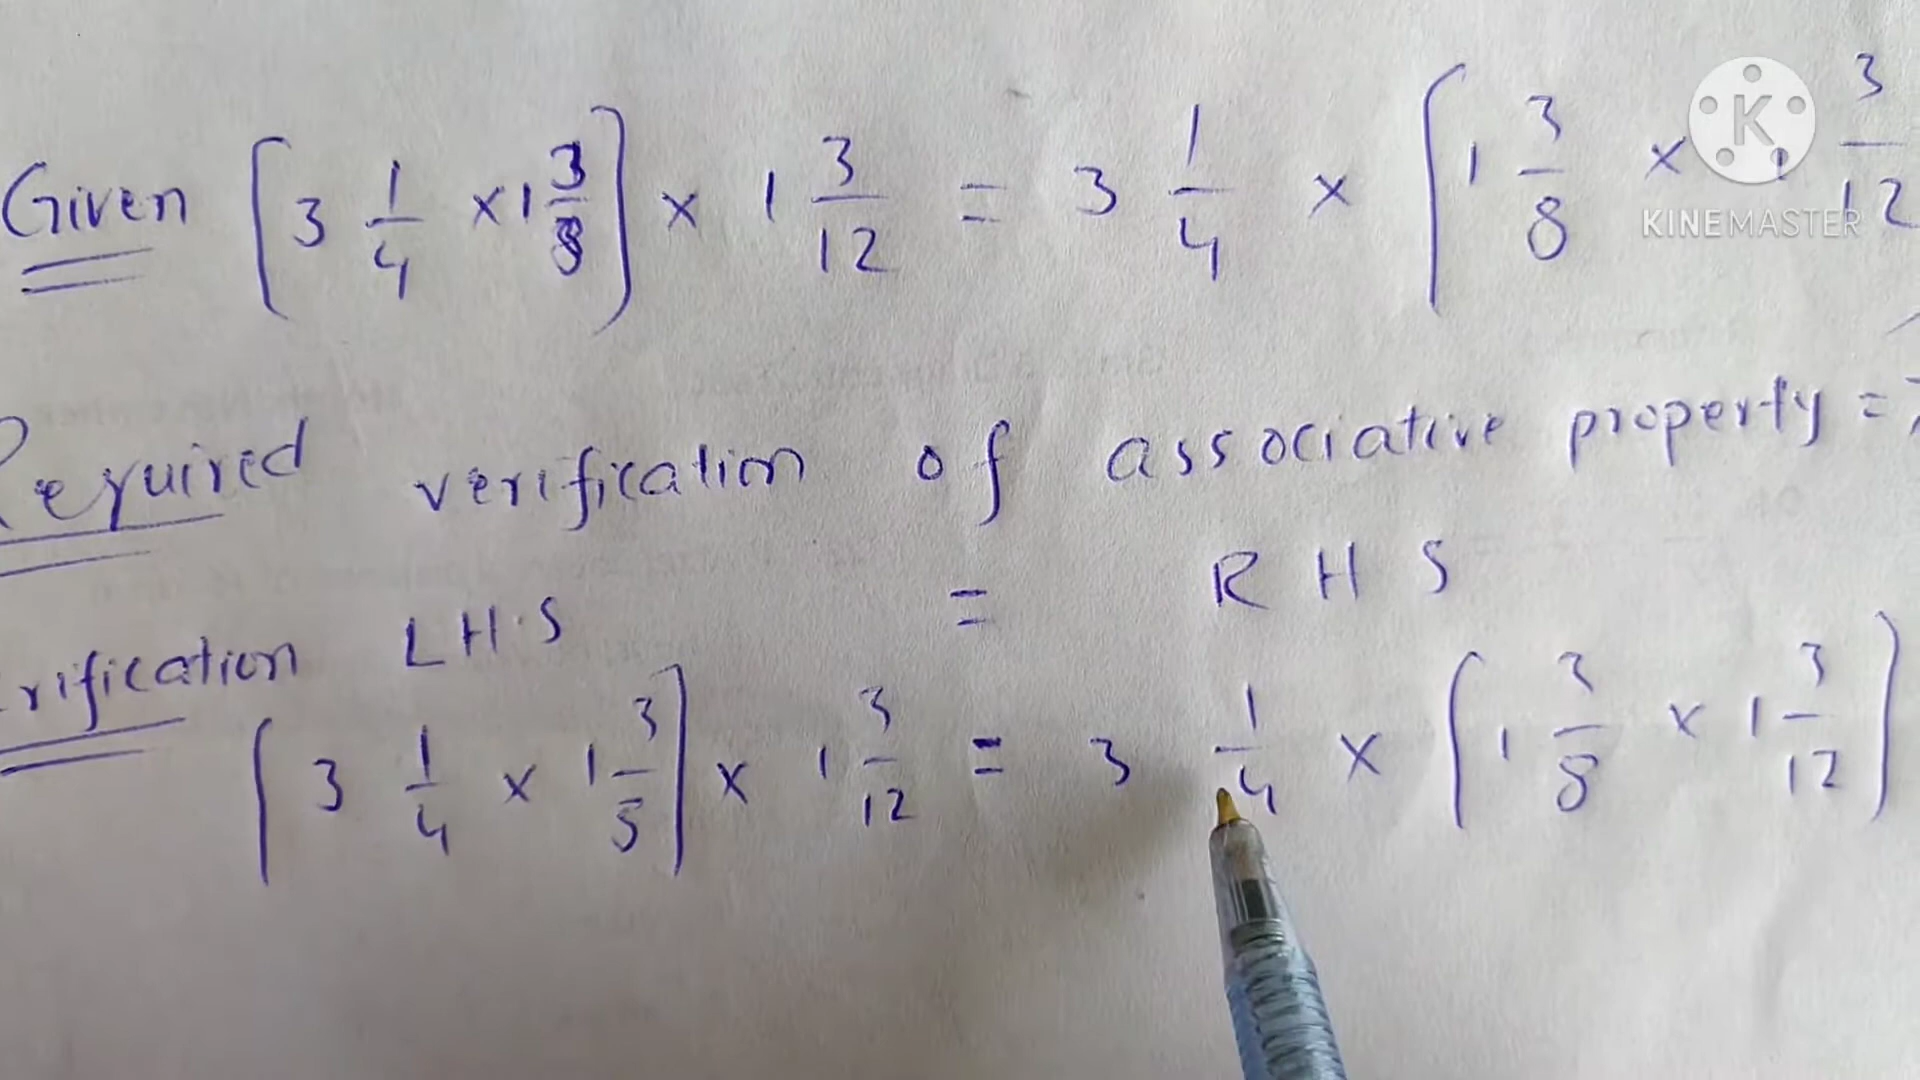 Given [3 1/4 × 1 3/8] × 1 3/12 = 3 1/4 × [1 3/8 × 1 3/12
Required verification of associative property = ?
rification LHS = RHS
[3 1/4 × 1 3/8] × 1 3/12 = 3 1/4 × [1 3/8 × 1 3/12]
K
KINEMASTER